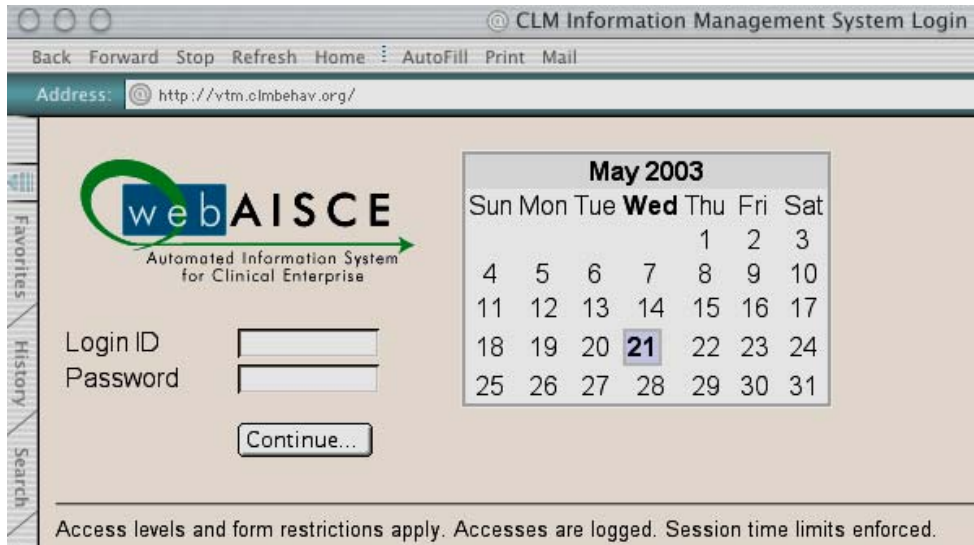 CLM Information Management System Login
Back Forward Stop Refresh Home AutoFill Print Mail
Address: http://vtm.clmbehav.org/
Favorites
History
Search
webAISCE
Automated Information System
for Clinical Enterprise
Login ID
Password
Continue...
May 2003
Sun Mon Tue Wed Thu Fri Sat
1 2 3
4 5 6 7 8 9 10
11 12 13 14 15 16 17
18 19 20 21 22 23 24
25 26 27 28 29 30 31
Access levels and form restrictions apply. Accesses are logged. Session time limits enforced.